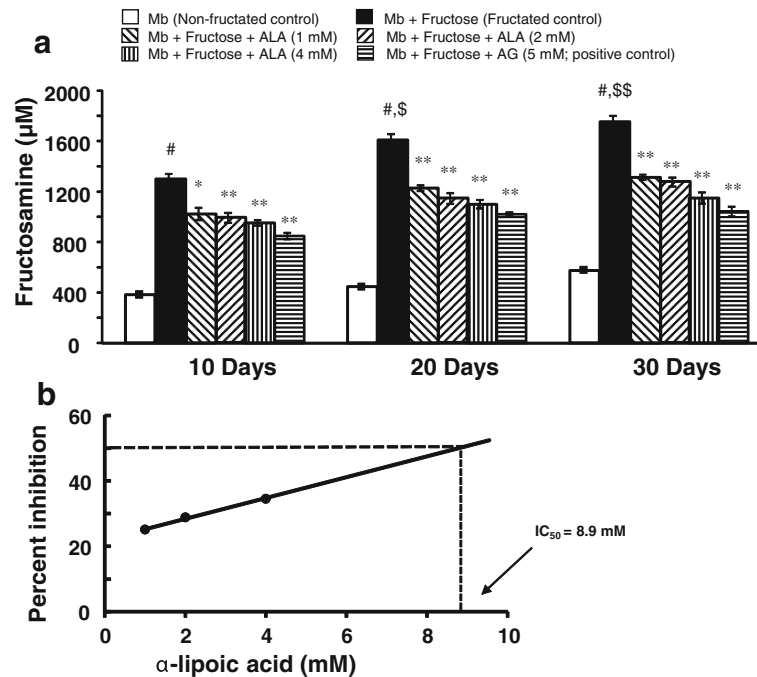 Mb (Non-fructated control) Mb + Fructose (Fructated control)
Mb + Fructose + ALA (1 mM) Mb + Fructose + ALA (2 mM)
Mb + Fructose + ALA (4 mM) Mb + Fructose + AG (5 mM; positive control)
a
Fructosamine (µM)
2000
1600
1200
800
400
0
# * ** ** **
#,$ ** ** ** **
#,$$ ** ** ** **
10 Days 20 Days 30 Days
b
Percent inhibition
60
50
40
20
0
IC50 = 8.9 mM
0 2 4 6 8 10
α-lipoic acid (mM)